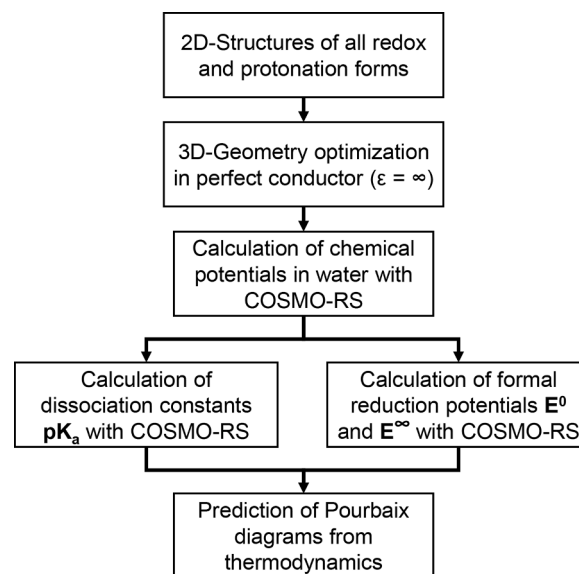 2D-Structures of all redox
and protonation forms
3D-Geometry optimization
in perfect conductor (ε = ∞)
Calculation of chemical
potentials in water with
COSMO-RS
Calculation of
dissociation constants
pKₐ with COSMO-RS
Calculation of formal
reduction potentials E⁰
and E^∞ with COSMO-RS
Prediction of Pourbaix
diagrams from
thermodynamics